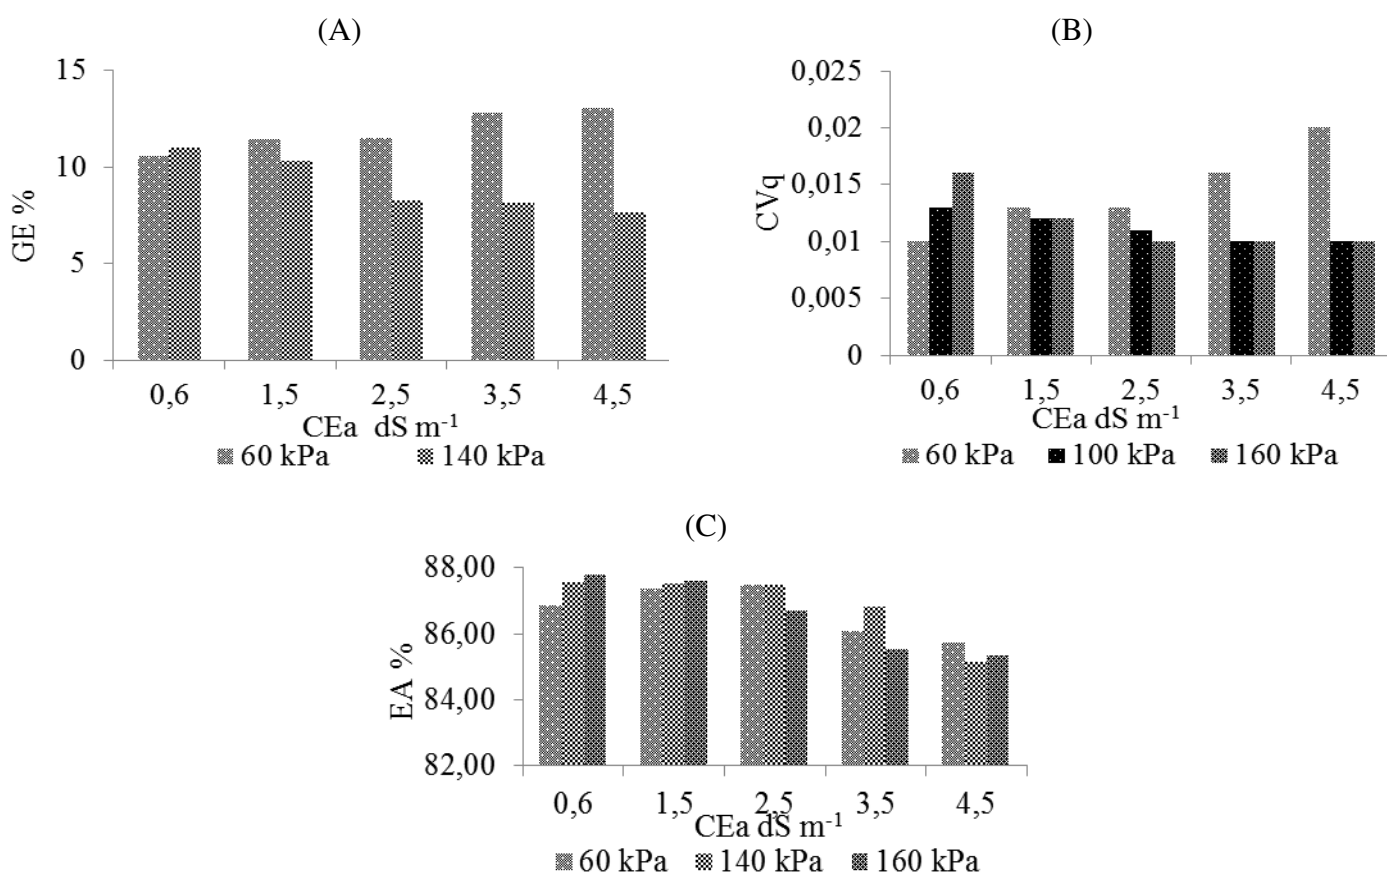 (A)
GE %
15
10
5
0
0,6 1,5 2,5 3,5 4,5
CEa dS m-1
60 kPa 140 kPa
(B)
CVq
0,025
0,02
0,015
0,01
0,005
0
0,6 1,5 2,5 3,5 4,5
CEa dS m-1
60 kPa 100 kPa 160 kPa
(C)
EA %
88,00
86,00
84,00
82,00
0,6 1,5 2,5 3,5 4,5
CEa dS m-1
60 kPa 140 kPa 160 kPa